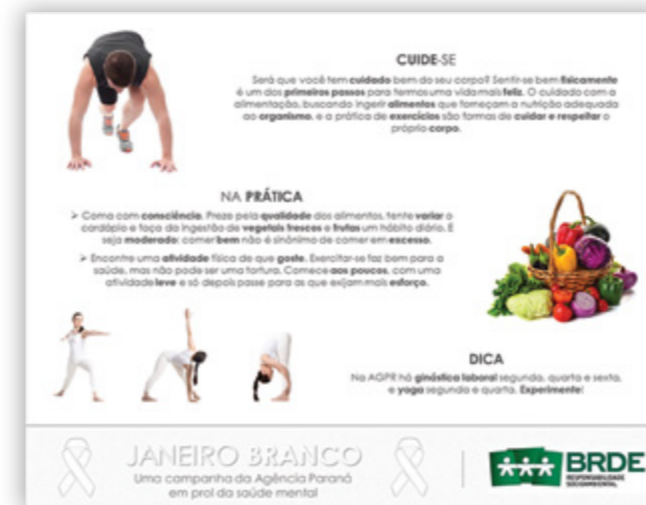 CUIDE-SE
Será que você tem cuidado bem do seu corpo? Sentir-se bem fisicamente
é um dos primeiros passos para termos uma vida mais feliz. O cuidado com a
alimentação, buscando ingerir alimentos que forneçam a nutrição adequada
ao organismo, e a prática de exercícios são formas de cuidar e respeitar o
próprio corpo.
NA PRÁTICA
➢ Coma com consciência. Preze pela qualidade dos alimentos, tente variar o
cardápio e faça da ingestão de vegetais frescos e frutas um hábito diário. E
seja moderado: comer bem não é sinônimo de comer em excesso.
➢ Encontre uma atividade física de que goste. Exercitar-se faz bem para a
saúde, mas não pode ser uma tortura. Comece aos poucos, com uma
atividade leve e só depois passe para as que exijam mais esforço.
DICA
Na AGPR há ginástica laboral segunda, quarta e sexta,
e yoga segunda e quarta. Experimente!
JANEIRO BRANCO
Uma campanha da Agência Paraná
em prol da saúde mental
BRDE
RESPONSABILIDADE
SOCIOAMBIENTAL